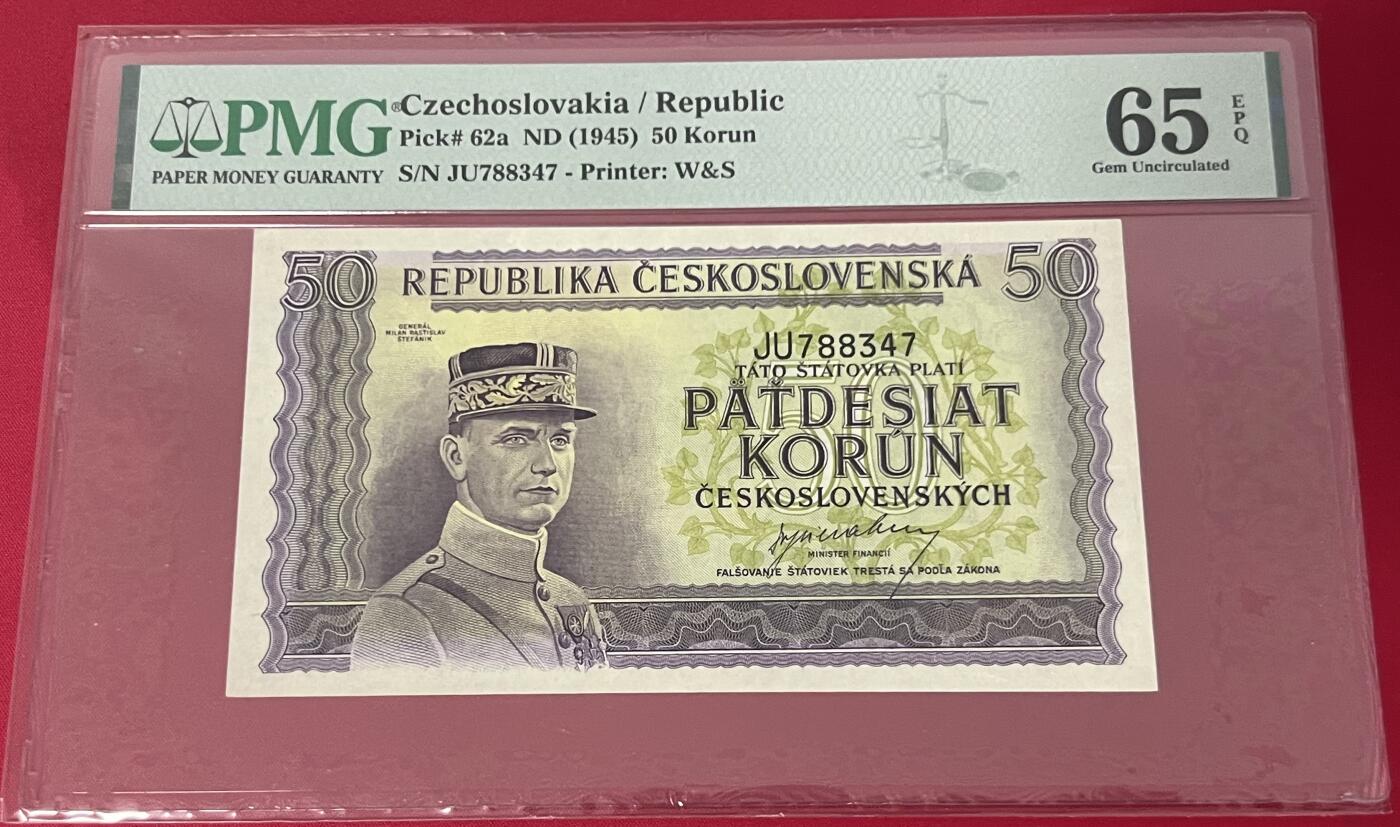 PMG®
PAPER MONEY GUARANTY
Czechoslovakia / Republic
Pick# 62a ND (1945) 50 Korun
S/N JU788347 - Printer: W&S
65 EPQ
Gem Uncirculated
50 REPUBLIKA ČESKOSLOVENSKÁ 50
GENERÁL
MILAN RASTISLAV
ŠTEFÁNIK
JU788347
TÁTO ŠTÁTOVKA PLATÍ
50
PÄŤDESIAT
KORÚN
ČESKOSLOVENSKÝCH
MINISTER FINANCIÍ
FALŠOVANIE ŠTÁTOVIEK TRESTÁ SA PODĽA ZÁKONA